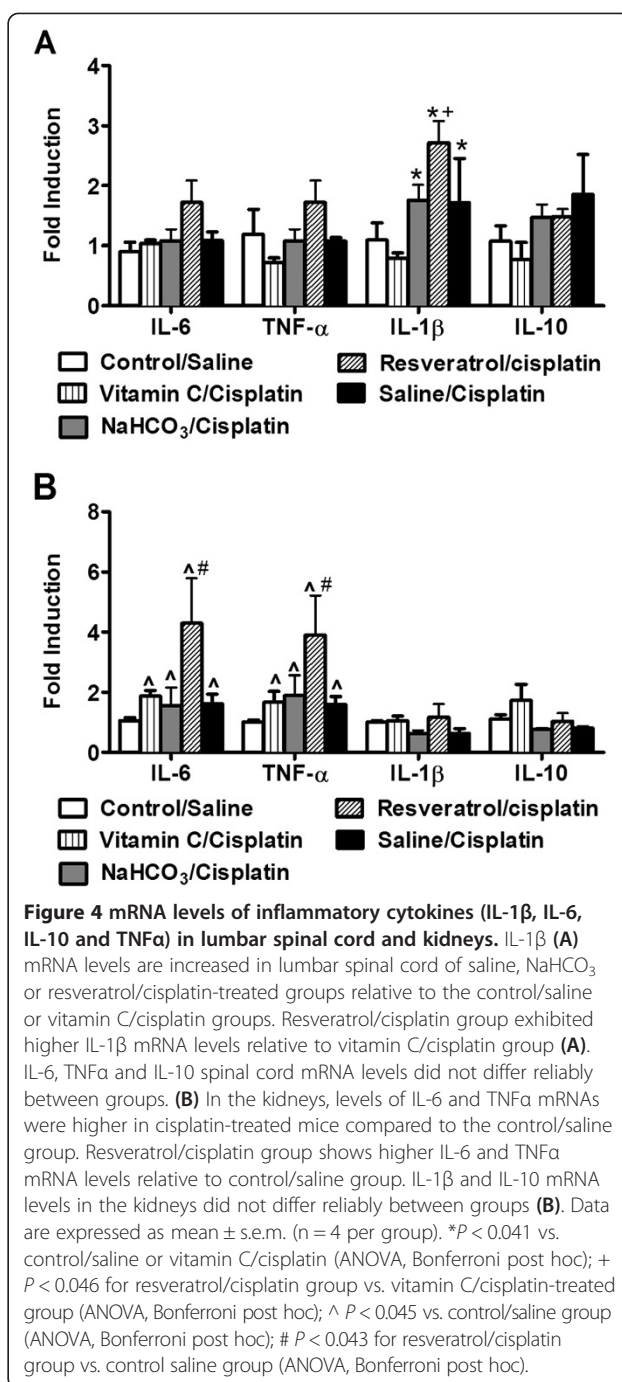 A
4
3
2
1
0
Fold Induction
*
*+
*
IL-6 TNF-α IL-1β IL-10
Control/Saline Resveratrol/cisplatin
Vitamin C/Cisplatin Saline/Cisplatin
NaHCO3/Cisplatin
B
8
6
4
2
0
Fold Induction
^ ^ ^# ^ ^ ^ ^# ^
IL-6 TNF-α IL-1β IL-10
Control/Saline Resveratrol/cisplatin
Vitamin C/Cisplatin Saline/Cisplatin
NaHCO3/Cisplatin
Figure 4 mRNA levels of inflammatory cytokines (IL-1β, IL-6,
IL-10 and TNFα) in lumbar spinal cord and kidneys. IL-1β (A)
mRNA levels are increased in lumbar spinal cord of saline, NaHCO3
or resveratrol/cisplatin-treated groups relative to the control/saline
or vitamin C/cisplatin groups. Resveratrol/cisplatin group exhibited
higher IL-1β mRNA levels relative to vitamin C/cisplatin group (A).
IL-6, TNFα and IL-10 spinal cord mRNA levels did not differ reliably
between groups. (B) In the kidneys, levels of IL-6 and TNFα mRNAs
were higher in cisplatin-treated mice compared to the control/saline
group. Resveratrol/cisplatin group shows higher IL-6 and TNFα
mRNA levels relative to control/saline group. IL-1β and IL-10 mRNA
levels in the kidneys did not differ reliably between groups (B). Data
are expressed as mean ± s.e.m. (n = 4 per group). *P < 0.041 vs.
control/saline or vitamin C/cisplatin (ANOVA, Bonferroni post hoc); +
P < 0.046 for resveratrol/cisplatin group vs. vitamin C/cisplatin-treated
group (ANOVA, Bonferroni post hoc); ^ P < 0.045 vs. control/saline group
(ANOVA, Bonferroni post hoc); # P < 0.043 for resveratrol/cisplatin
group vs. control saline group (ANOVA, Bonferroni post hoc).